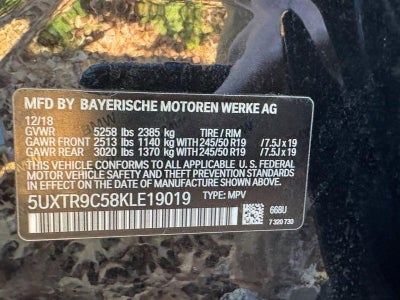 MFD BY BAYERISCHE MOTOREN WERKE AG
12/18
GVWR 5258 lbs 2385 kg TIRE / RIM
GAWR FRONT 2513 lbs 1140 kg WITH 245/50 R19 /7.5J x 19
GAWR REAR 3020 lbs 1370 kg WITH 245/50 R19 /7.5J x 19
THIS VEHICLE CONFORMS TO ALL APPLICABLE U.S. FEDERAL
MOTOR VEHICLE SAFETY, BUMPER, AND THEFT PREVENTION STANDARDS
IN EFFECT ON THE DATE OF MANUFACTURE SHOWN ABOVE.
5UXTR9C58KLE19019 TYPE: MPV
668U
7 320 730